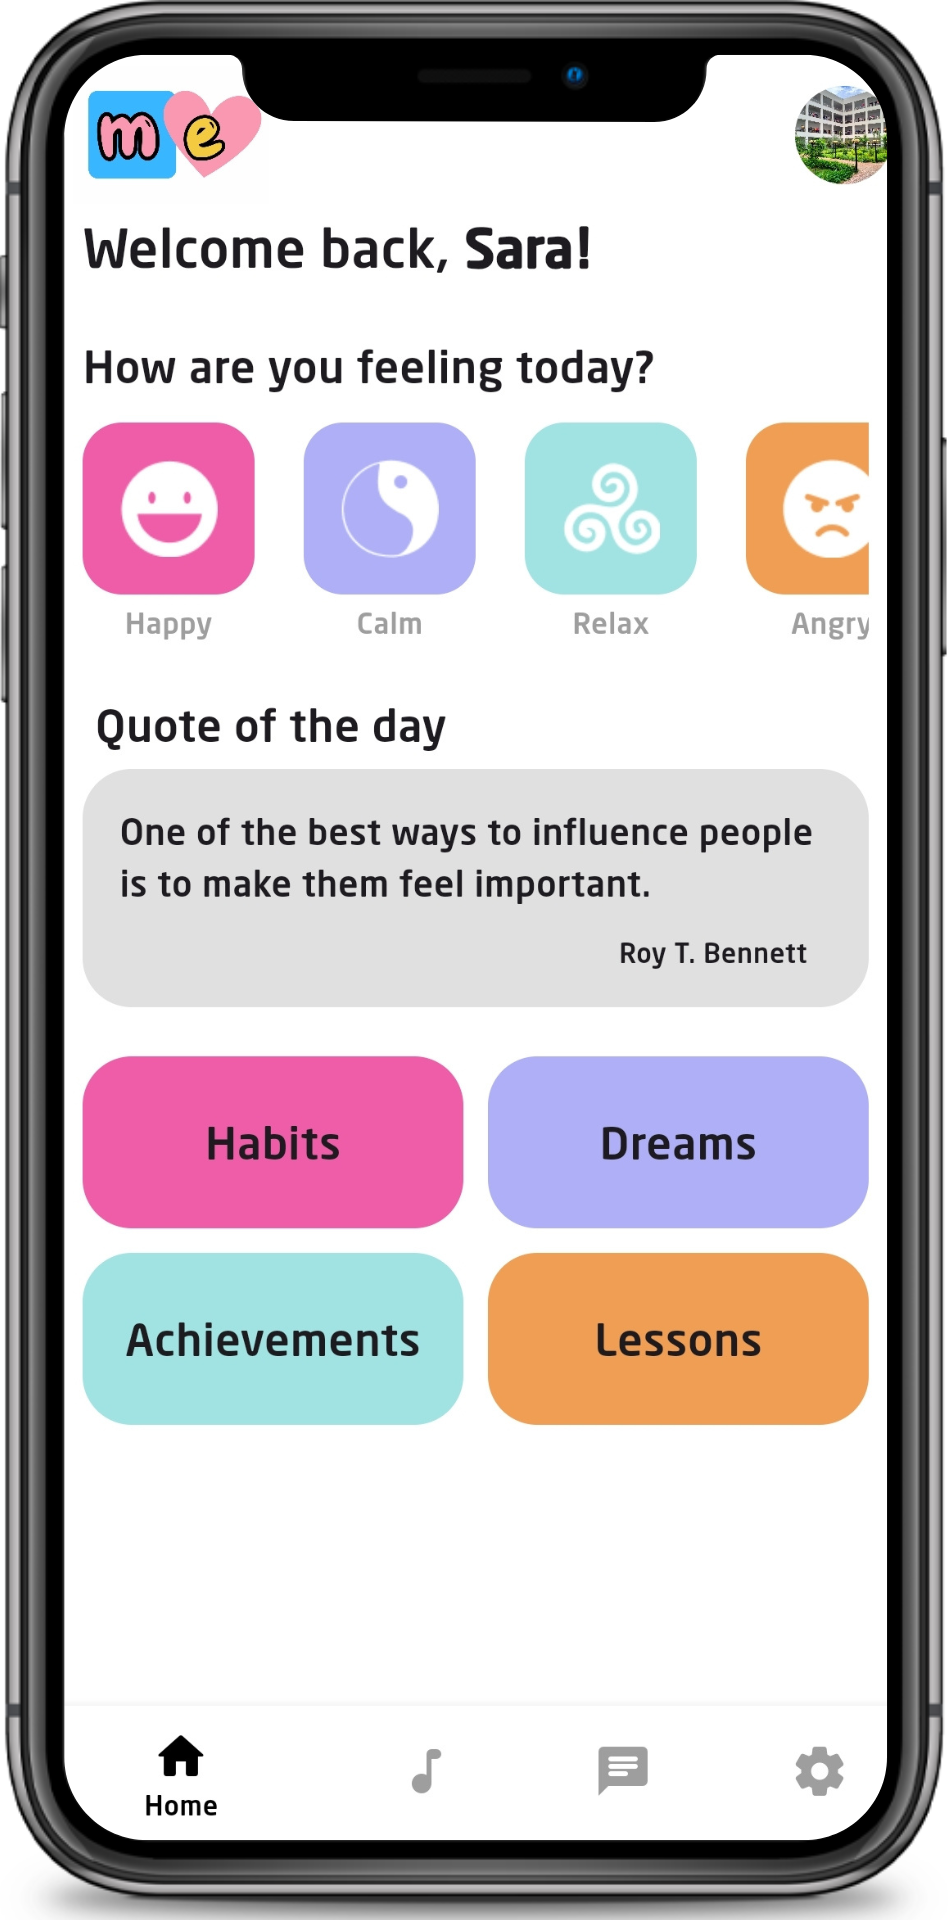 me
Welcome back, Sara!
How are you feeling today?
Happy Calm Relax Angry
Quote of the day
One of the best ways to influence people
is to make them feel important.
Roy T. Bennett
Habits Dreams
Achievements Lessons
Home